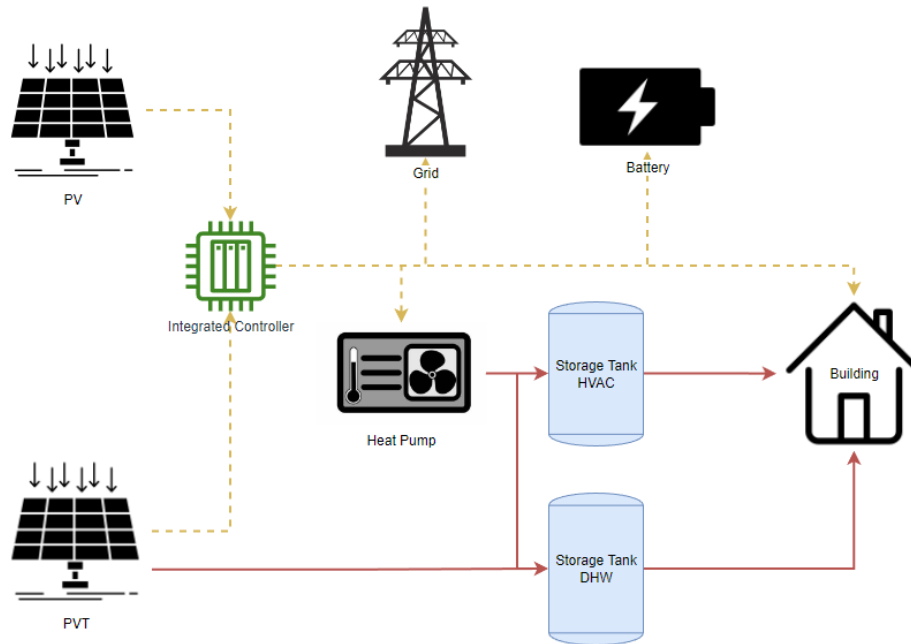 PV
Grid
Battery
Integrated Controller
Storage Tank
HVAC
Building
Heat Pump
Storage Tank
DHW
PVT